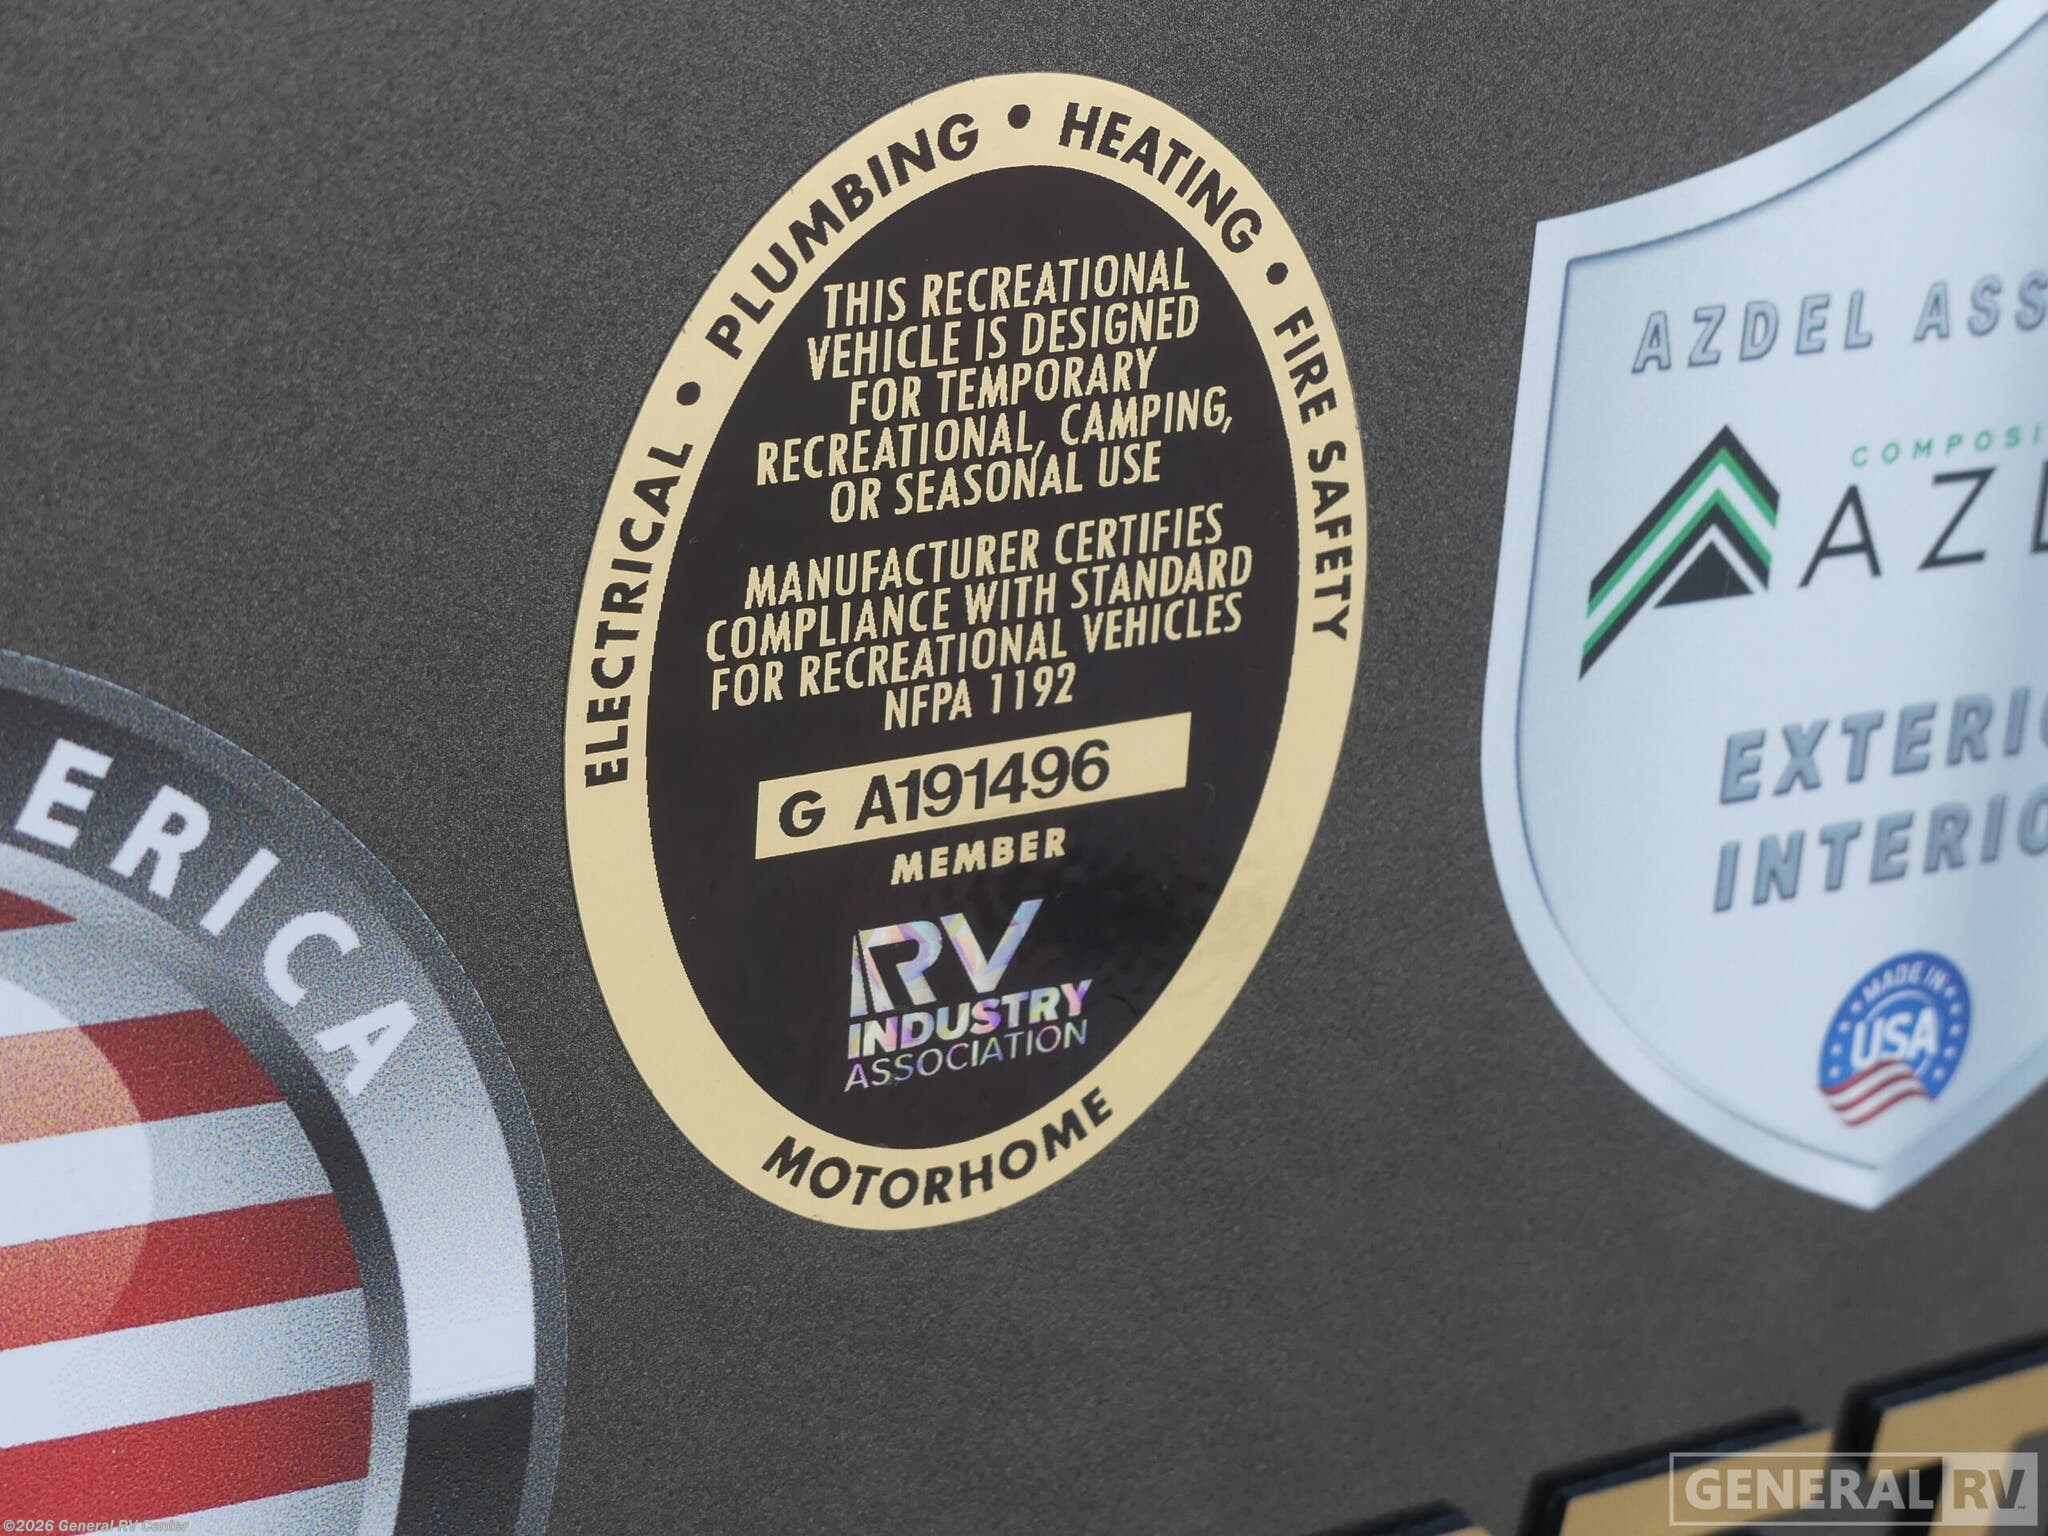 ELECTRICAL • PLUMBING • HEATING • FIRE SAFETY
THIS RECREATIONAL
VEHICLE IS DESIGNED
FOR TEMPORARY
RECREATIONAL, CAMPING,
OR SEASONAL USE
MANUFACTURER CERTIFIES
COMPLIANCE WITH STANDARD
FOR RECREATIONAL VEHICLES
NFPA 1192
G A191496
MEMBER
RV
INDUSTRY
ASSOCIATION
MOTORHOME
ERICA
AZDEL ASS
COMPOSI
AZD
EXTERIO
INTERIO
MADE IN
USA
GENERAL RV
©2026 General RV Center